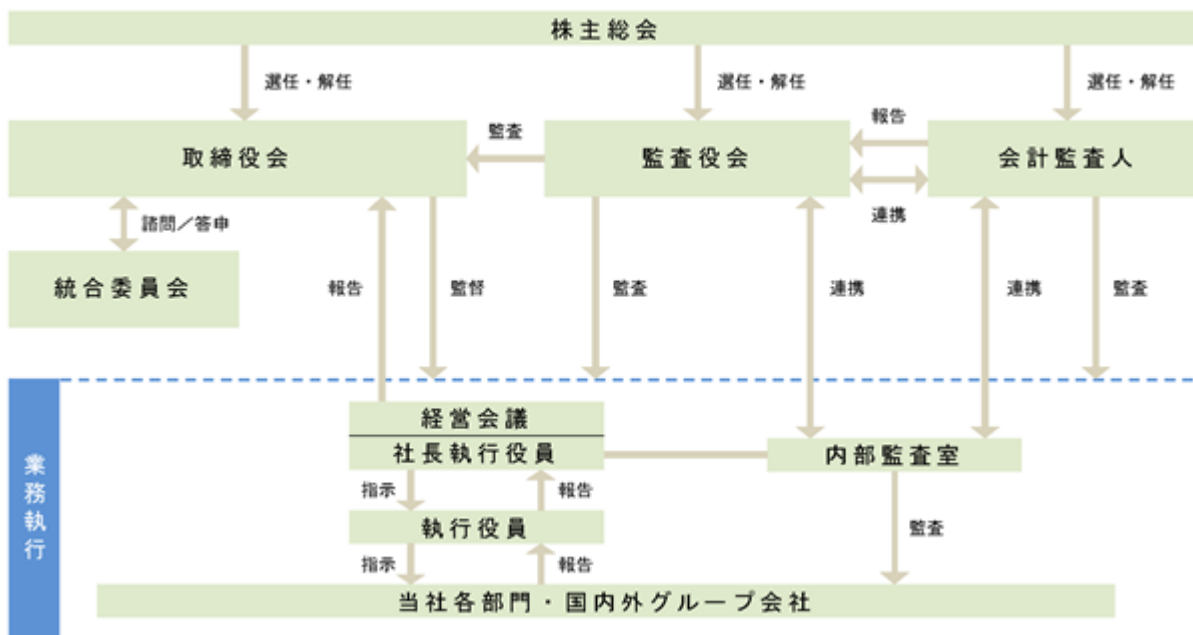 株主総会
選任・解任
選任・解任
選任・解任
取締役会
監査
監査役会
報告
連携
会計監査人
諮問／答申
統合委員会
報告
監督
監査
連携
連携
監査
業務執行
経営会議
社長執行役員
内部監査室
指示
報告
執行役員
監査
指示
報告
当社各部門・国内外グループ会社